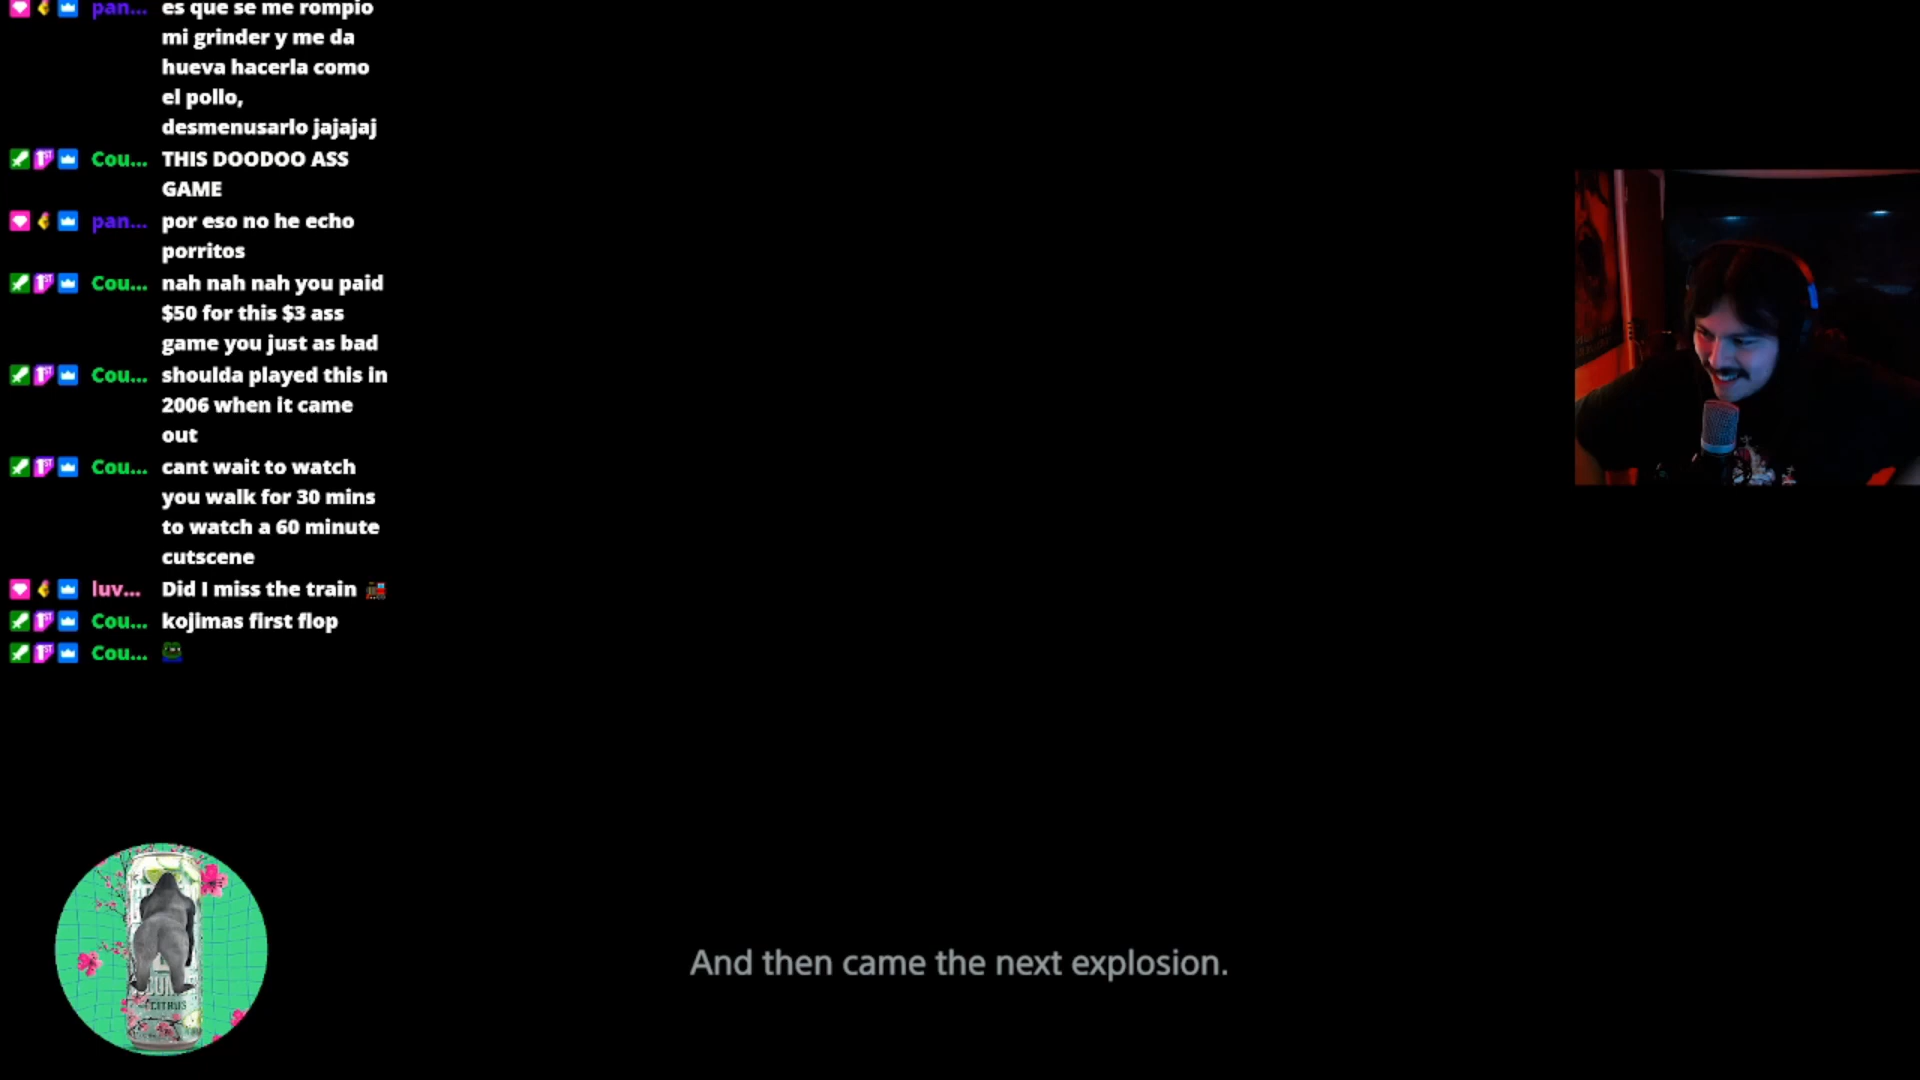 pan... es que se me rompio
mi grinder y me da
hueva hacerla como
el pollo,
desmenusarlo jajajaj
Cou... THIS DOODOO ASS
GAME
pan... por eso no he echo
porritos
Cou... nah nah nah you paid
$50 for this $3 ass
game you just as bad
Cou... shoulda played this in
2006 when it came
out
Cou... cant wait to watch
you walk for 30 mins
to watch a 60 minute
cutscene
luv... Did I miss the train
Cou... kojimas first flop
Cou...
CITRUS
And then came the next explosion.